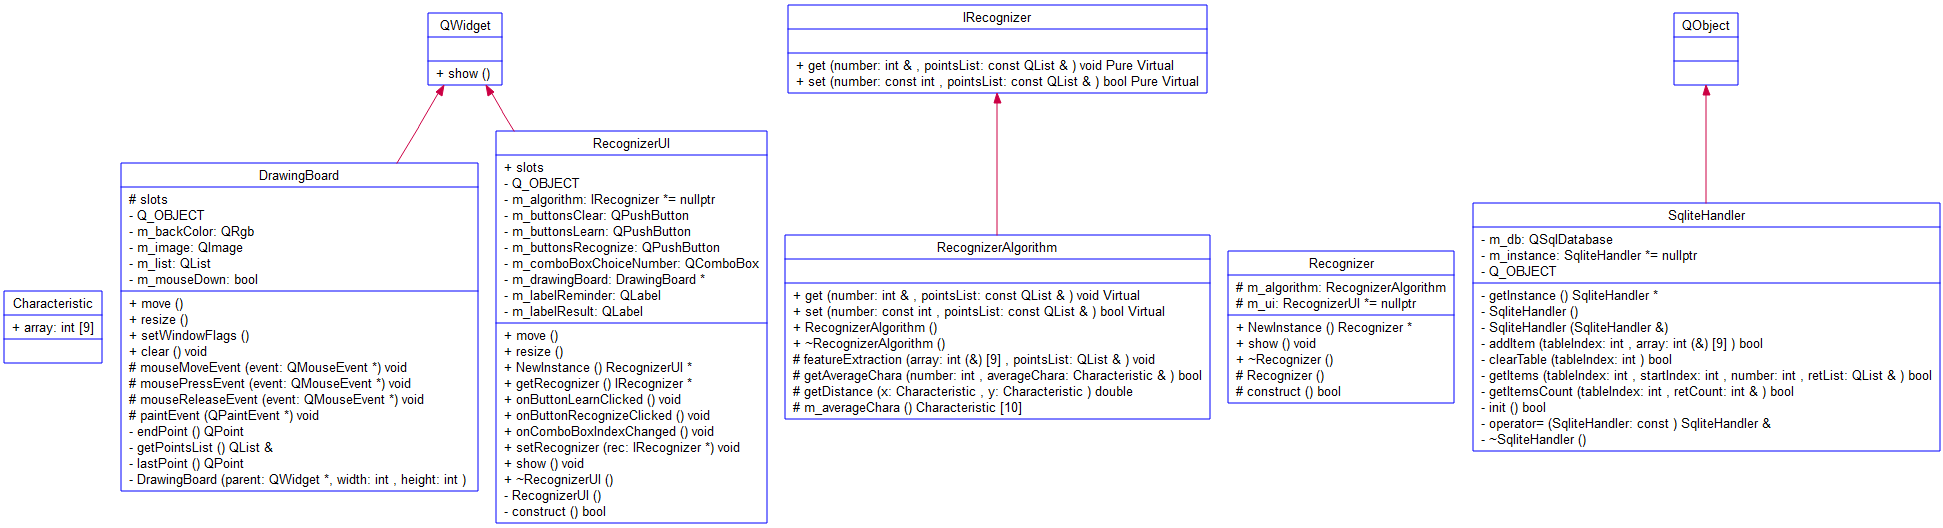 QWidget
+ show ()
IRecognizer
+ get (number: int & , pointsList: const QList & ) void Pure Virtual
+ set (number: const int , pointsList: const QList & ) bool Pure Virtual
QObject
Characteristic
+ array: int [9]
DrawingBoard
# slots
- Q_OBJECT
- m_backColor: QRgb
- m_image: QImage
- m_list: QList
- m_mouseDown: bool
+ move ()
+ resize ()
+ setWindowFlags ()
+ clear () void
# mouseMoveEvent (event: QMouseEvent *) void
# mousePressEvent (event: QMouseEvent *) void
# mouseReleaseEvent (event: QMouseEvent *) void
# paintEvent (QPaintEvent *) void
- endPoint () QPoint
- getPointsList () QList &
- lastPoint () QPoint
- DrawingBoard (parent: QWidget *, width: int , height: int )
RecognizerUI
+ slots
- Q_OBJECT
- m_algorithm: IRecognizer *= nullptr
- m_buttonsClear: QPushButton
- m_buttonsLearn: QPushButton
- m_buttonsRecognize: QPushButton
- m_comboBoxChoiceNumber: QComboBox
- m_drawingBoard: DrawingBoard *
- m_labelReminder: QLabel
- m_labelResult: QLabel
+ move ()
+ resize ()
+ NewInstance () RecognizerUI *
+ getRecognizer () IRecognizer *
+ onButtonLearnClicked () void
+ onButtonRecognizeClicked () void
+ onComboBoxIndexChanged () void
+ setRecognizer (rec: IRecognizer *) void
+ show () void
+ ~RecognizerUI ()
- RecognizerUI ()
- construct () bool
RecognizerAlgorithm
+ get (number: int & , pointsList: const QList & ) void Virtual
+ set (number: const int , pointsList: const QList & ) bool Virtual
+ RecognizerAlgorithm ()
+ ~RecognizerAlgorithm ()
# featureExtraction (array: int (&) [9] , pointsList: QList & ) void
# getAverageChara (number: int , averageChara: Characteristic & ) bool
# getDistance (x: Characteristic , y: Characteristic ) double
# m_averageChara () Characteristic [10]
Recognizer
# m_algorithm: RecognizerAlgorithm
# m_ui: RecognizerUI *= nullptr
+ NewInstance () Recognizer *
+ show () void
+ ~Recognizer ()
# Recognizer ()
# construct () bool
SqliteHandler
- m_db: QSqlDatabase
- m_instance: SqliteHandler *= nullptr
- Q_OBJECT
- getInstance () SqliteHandler *
- SqliteHandler ()
- SqliteHandler (SqliteHandler &)
- addItem (tableIndex: int , array: int (&) [9] ) bool
- clearTable (tableIndex: int ) bool
- getItems (tableIndex: int , startIndex: int , number: int , retList: QList & ) bool
- getItemsCount (tableIndex: int , retCount: int & ) bool
- init () bool
- operator= (SqliteHandler: const ) SqliteHandler &
- ~SqliteHandler ()